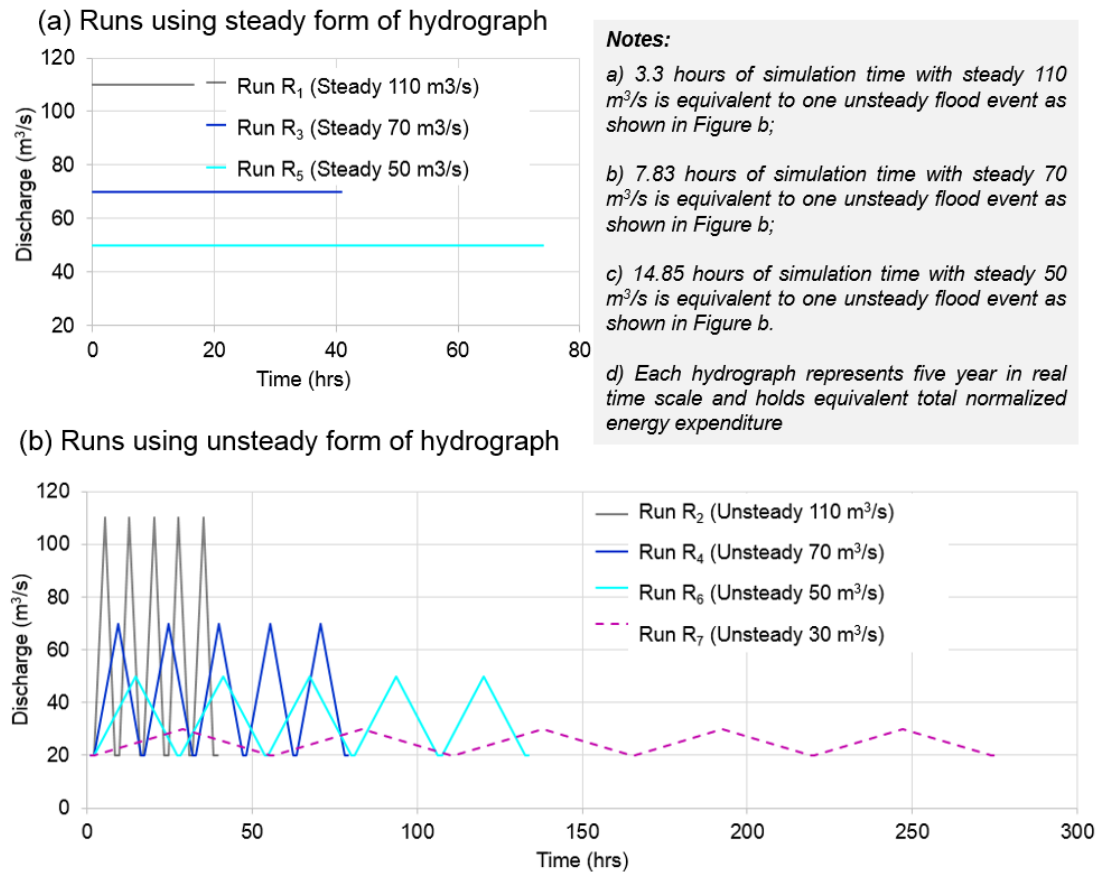 (a) Runs using steady form of hydrograph
120
100
80
60
40
20
Discharge (m³/s)
Run R₁ (Steady 110 m3/s)
Run R₃ (Steady 70 m3/s)
Run R₅ (Steady 50 m3/s)
0
20
40
60
80
Time (hrs)
Notes:
a) 3.3 hours of simulation time with steady 110
m³/s is equivalent to one unsteady flood event as
shown in Figure b;
b) 7.83 hours of simulation time with steady 70
m³/s is equivalent to one unsteady flood event as
shown in Figure b;
c) 14.85 hours of simulation time with steady 50
m³/s is equivalent to one unsteady flood event as
shown in Figure b.
d) Each hydrograph represents five year in real
time scale and holds equivalent total normalized
energy expenditure
(b) Runs using unsteady form of hydrograph
120
100
80
60
40
20
0
Discharge (m³/s)
Run R₂ (Unsteady 110 m³/s)
Run R₄ (Unsteady 70 m³/s)
Run R₆ (Unsteady 50 m³/s)
Run R₇ (Unsteady 30 m³/s)
0
50
100
150
200
250
300
Time (hrs)